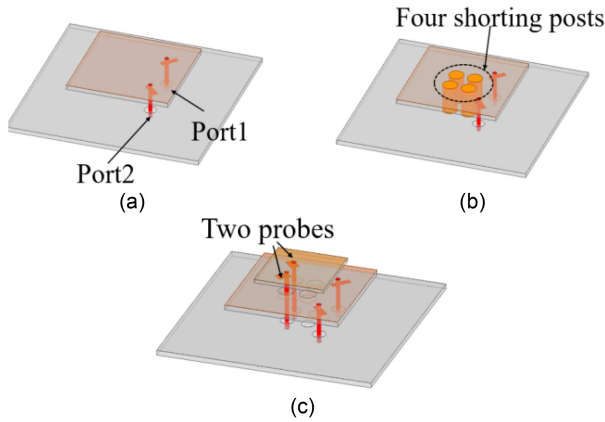 Four shorting posts
Port1
Port2
(a)
(b)
Two probes
(c)